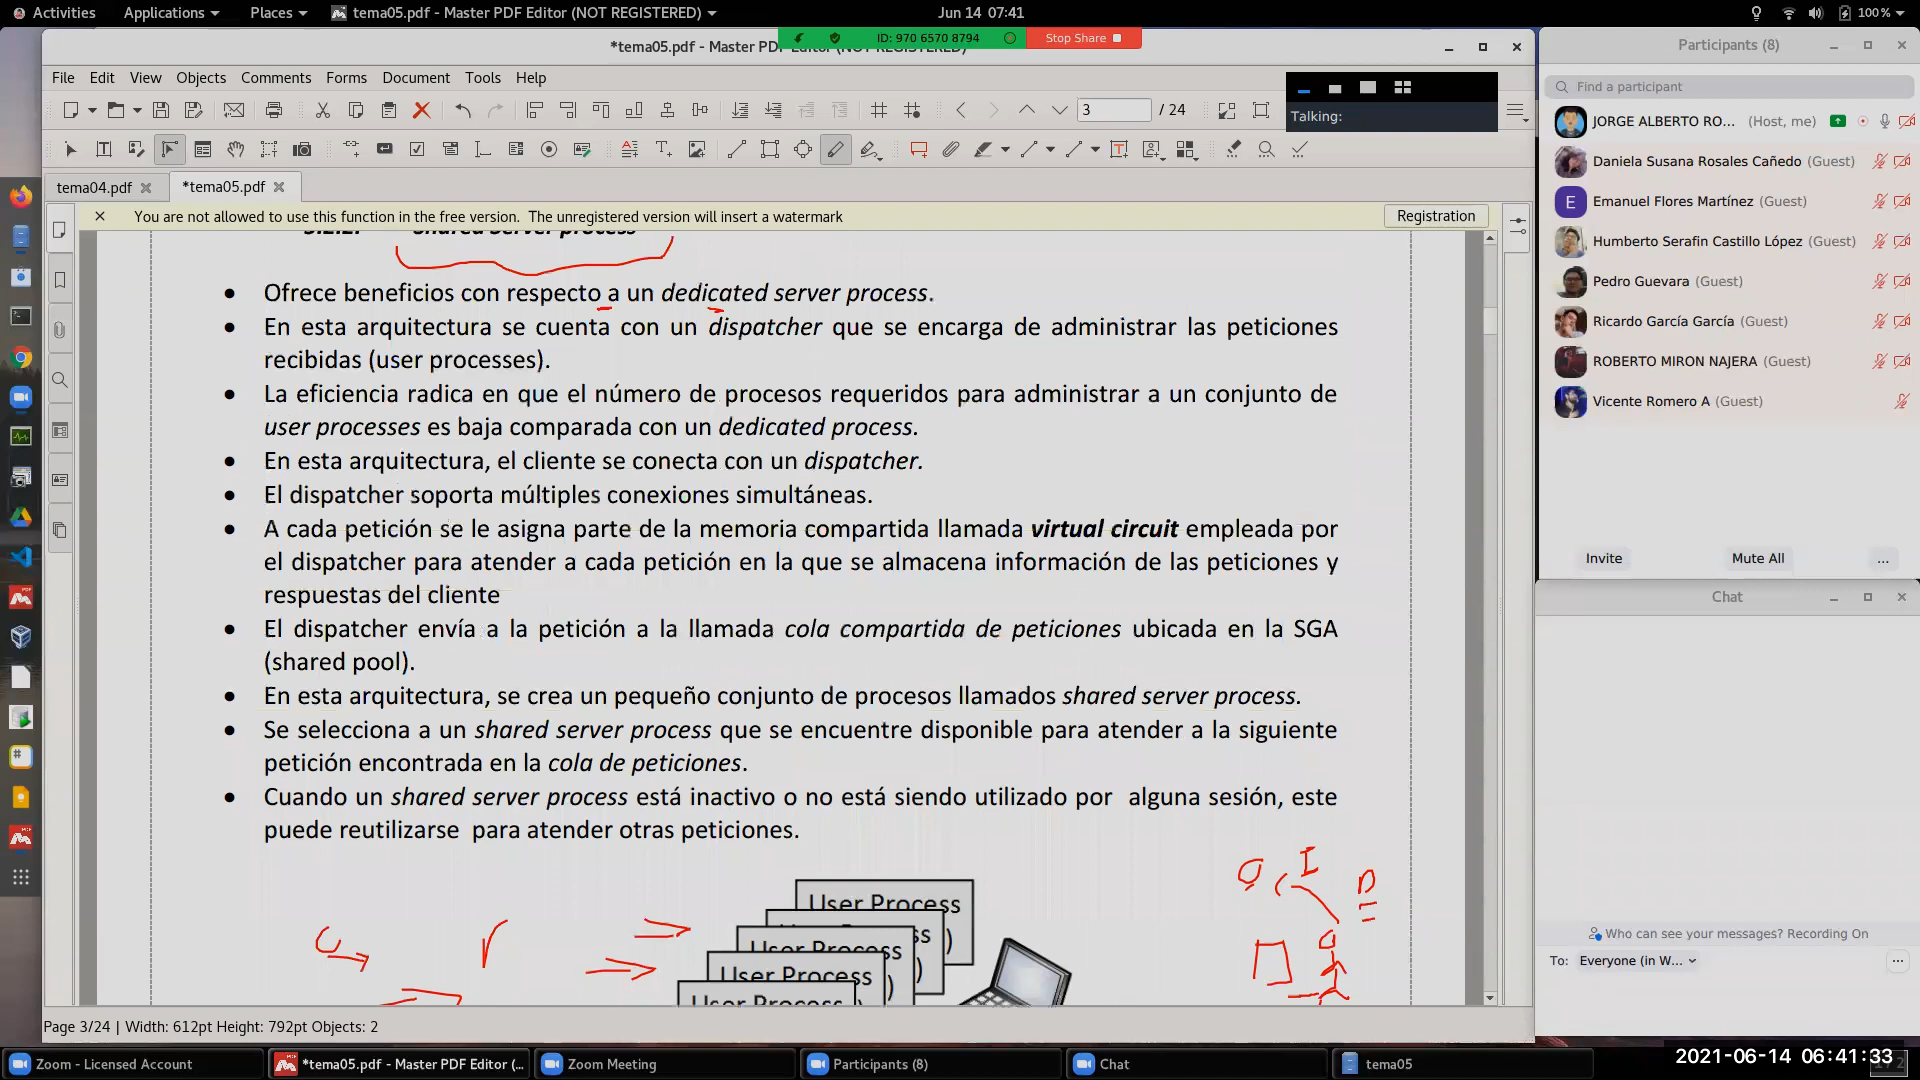 Activities
Applications
Places
tema05.pdf - Master PDF Editor (NOT REGISTERED)
Jun 14 07:41
100%
*tema05.pdf - Master PDF Editor (NOT REGISTERED)
ID: 970 6570 8794
Stop Share
File Edit View Objects Comments Forms Document Tools Help
3 / 24
Talking:
tema04.pdf
*tema05.pdf
You are not allowed to use this function in the free version. The unregistered version will insert a watermark
Registration
5.2.2. Shared server process
• Ofrece beneficios con respecto a un dedicated server process.
• En esta arquitectura se cuenta con un dispatcher que se encarga de administrar las peticiones
recibidas (user processes).
• La eficiencia radica en que el número de procesos requeridos para administrar a un conjunto de
user processes es baja comparada con un dedicated process.
• En esta arquitectura, el cliente se conecta con un dispatcher.
• El dispatcher soporta múltiples conexiones simultáneas.
• A cada petición se le asigna parte de la memoria compartida llamada virtual circuit empleada por
el dispatcher para atender a cada petición en la que se almacena información de las peticiones y
respuestas del cliente
• El dispatcher envía a la petición a la llamada cola compartida de peticiones ubicada en la SGA
(shared pool).
• En esta arquitectura, se crea un pequeño conjunto de procesos llamados shared server process.
• Se selecciona a un shared server process que se encuentre disponible para atender a la siguiente
petición encontrada en la cola de peticiones.
• Cuando un shared server process está inactivo o no está siendo utilizado por alguna sesión, este
puede reutilizarse para atender otras peticiones.
User Process
User Process
User Process
User Process
Page 3/24 | Width: 612pt Height: 792pt Objects: 2
Participants (8)
Find a participant
JORGE ALBERTO RO... (Host, me)
Daniela Susana Rosales Cañedo (Guest)
E Emanuel Flores Martínez (Guest)
Humberto Serafin Castillo López (Guest)
Pedro Guevara (Guest)
Ricardo García García (Guest)
ROBERTO MIRON NAJERA (Guest)
Vicente Romero A (Guest)
Invite
Mute All
...
Chat
Who can see your messages? Recording On
To: Everyone (in W...
...
Zoom - Licensed Account
*tema05.pdf - Master PDF Editor (...
Zoom Meeting
Participants (8)
Chat
tema05
2021-06-14 06:41:33